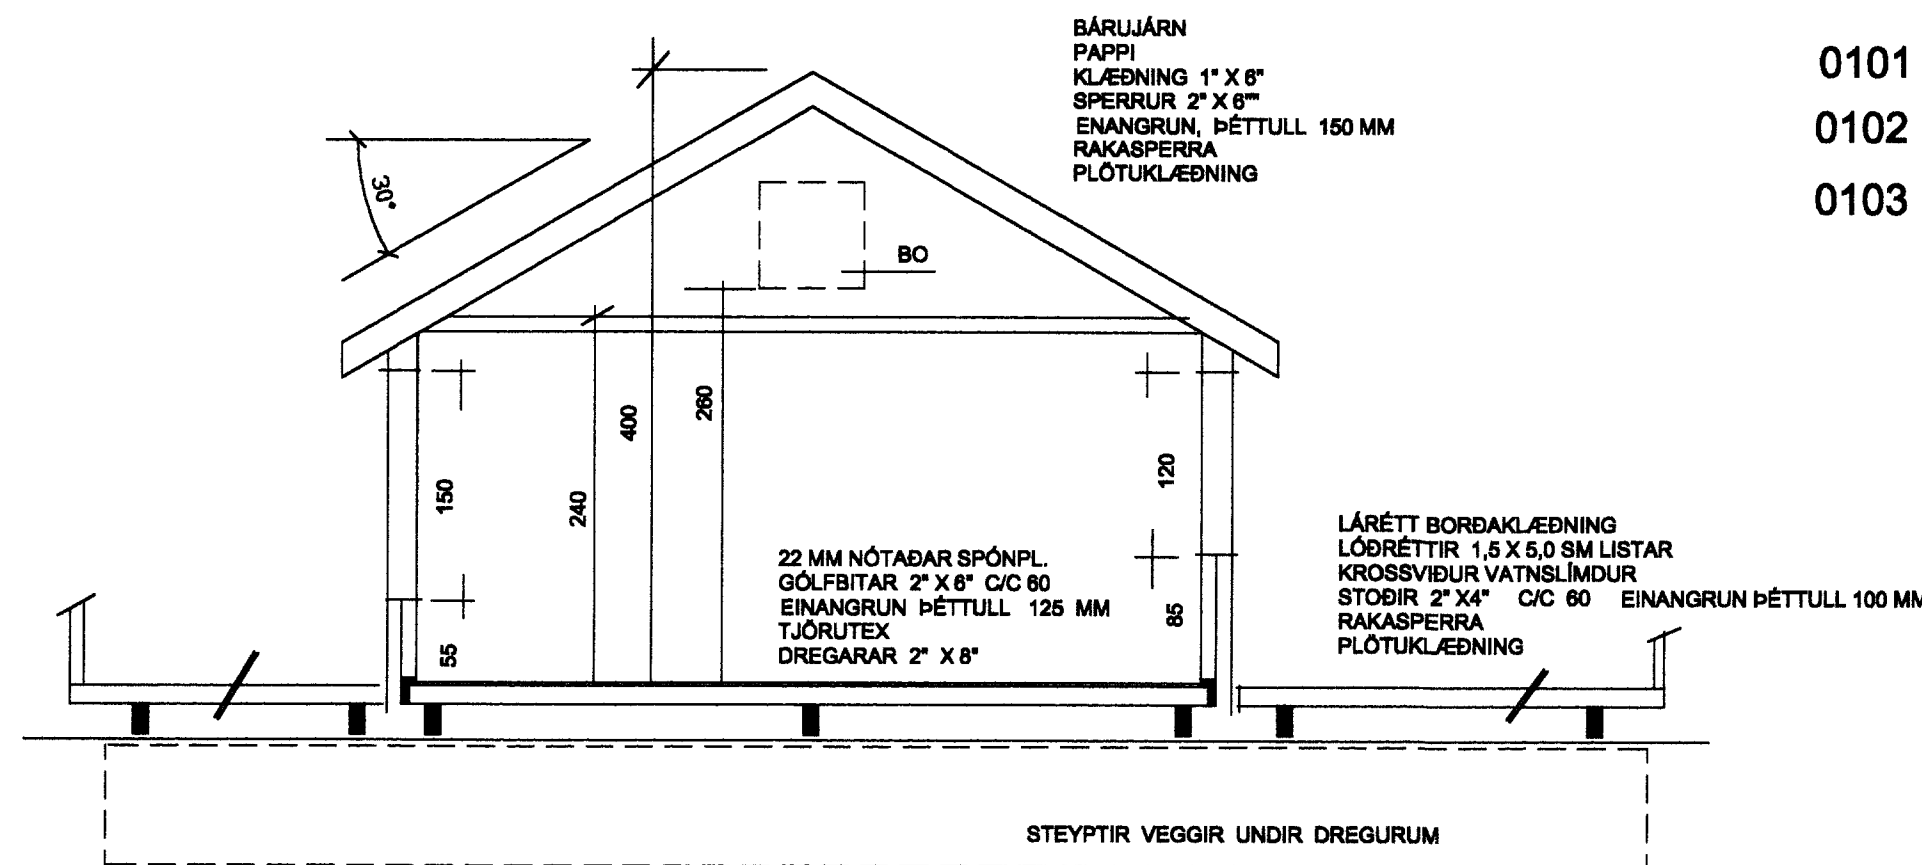 BÁRUJÁRN
PAPPI
KLÆÐNING 1" X 6"
SPERRUR 2" X 6""
ENANGRUN, ÞÉTTULL 150 MM
RAKASPERRA
PLÖTUKLÆÐNING
0101
0102
0103
30°
BO
400
260
240
150
55
120
85
22 MM NÓTAÐAR SPÓNPL.
GÓLFBITAR 2" X 6" C/C 60
EINANGRUN ÞÉTTULL 125 MM
TJÖRUTEX
DREGARAR 2" X 8"
LÁRÉTT BORÐAKLÆÐNING
LÓÐRÉTTIR 1,5 X 5,0 SM LISTAR
KROSSVIÐUR VATNSLÍMDUR
STOÐIR 2" X4" C/C 60 EINANGRUN ÞÉTTULL 100 MM
RAKASPERRA
PLÖTUKLÆÐNING
STEYPTIR VEGGIR UNDIR DREGURUM